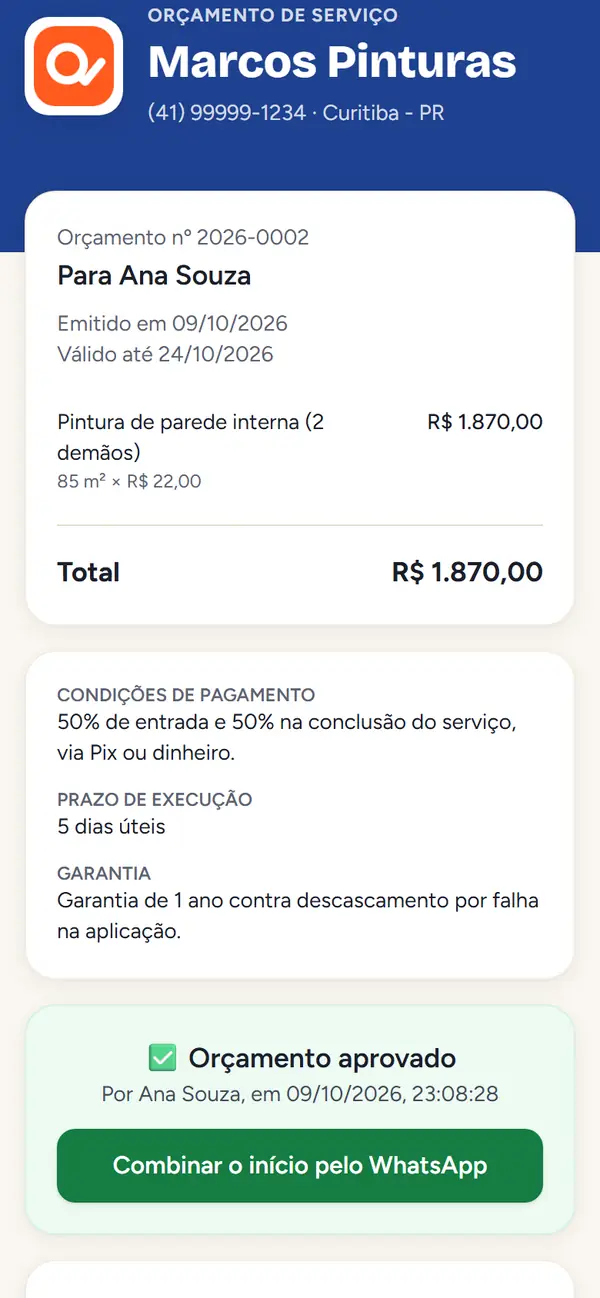 ORÇAMENTO DE SERVIÇO
Marcos Pinturas
(41) 99999-1234 · Curitiba - PR
Orçamento nº 2026-0002
Para Ana Souza
Emitido em 09/10/2026
Válido até 24/10/2026
Pintura de parede interna (2 R$ 1.870,00
demãos)
85 m² × R$ 22,00
Total R$ 1.870,00
CONDIÇÕES DE PAGAMENTO
50% de entrada e 50% na conclusão do serviço,
via Pix ou dinheiro.
PRAZO DE EXECUÇÃO
5 dias úteis
GARANTIA
Garantia de 1 ano contra descascamento por falha
na aplicação.
✅ Orçamento aprovado
Por Ana Souza, em 09/10/2026, 23:08:28
Combinar o início pelo WhatsApp